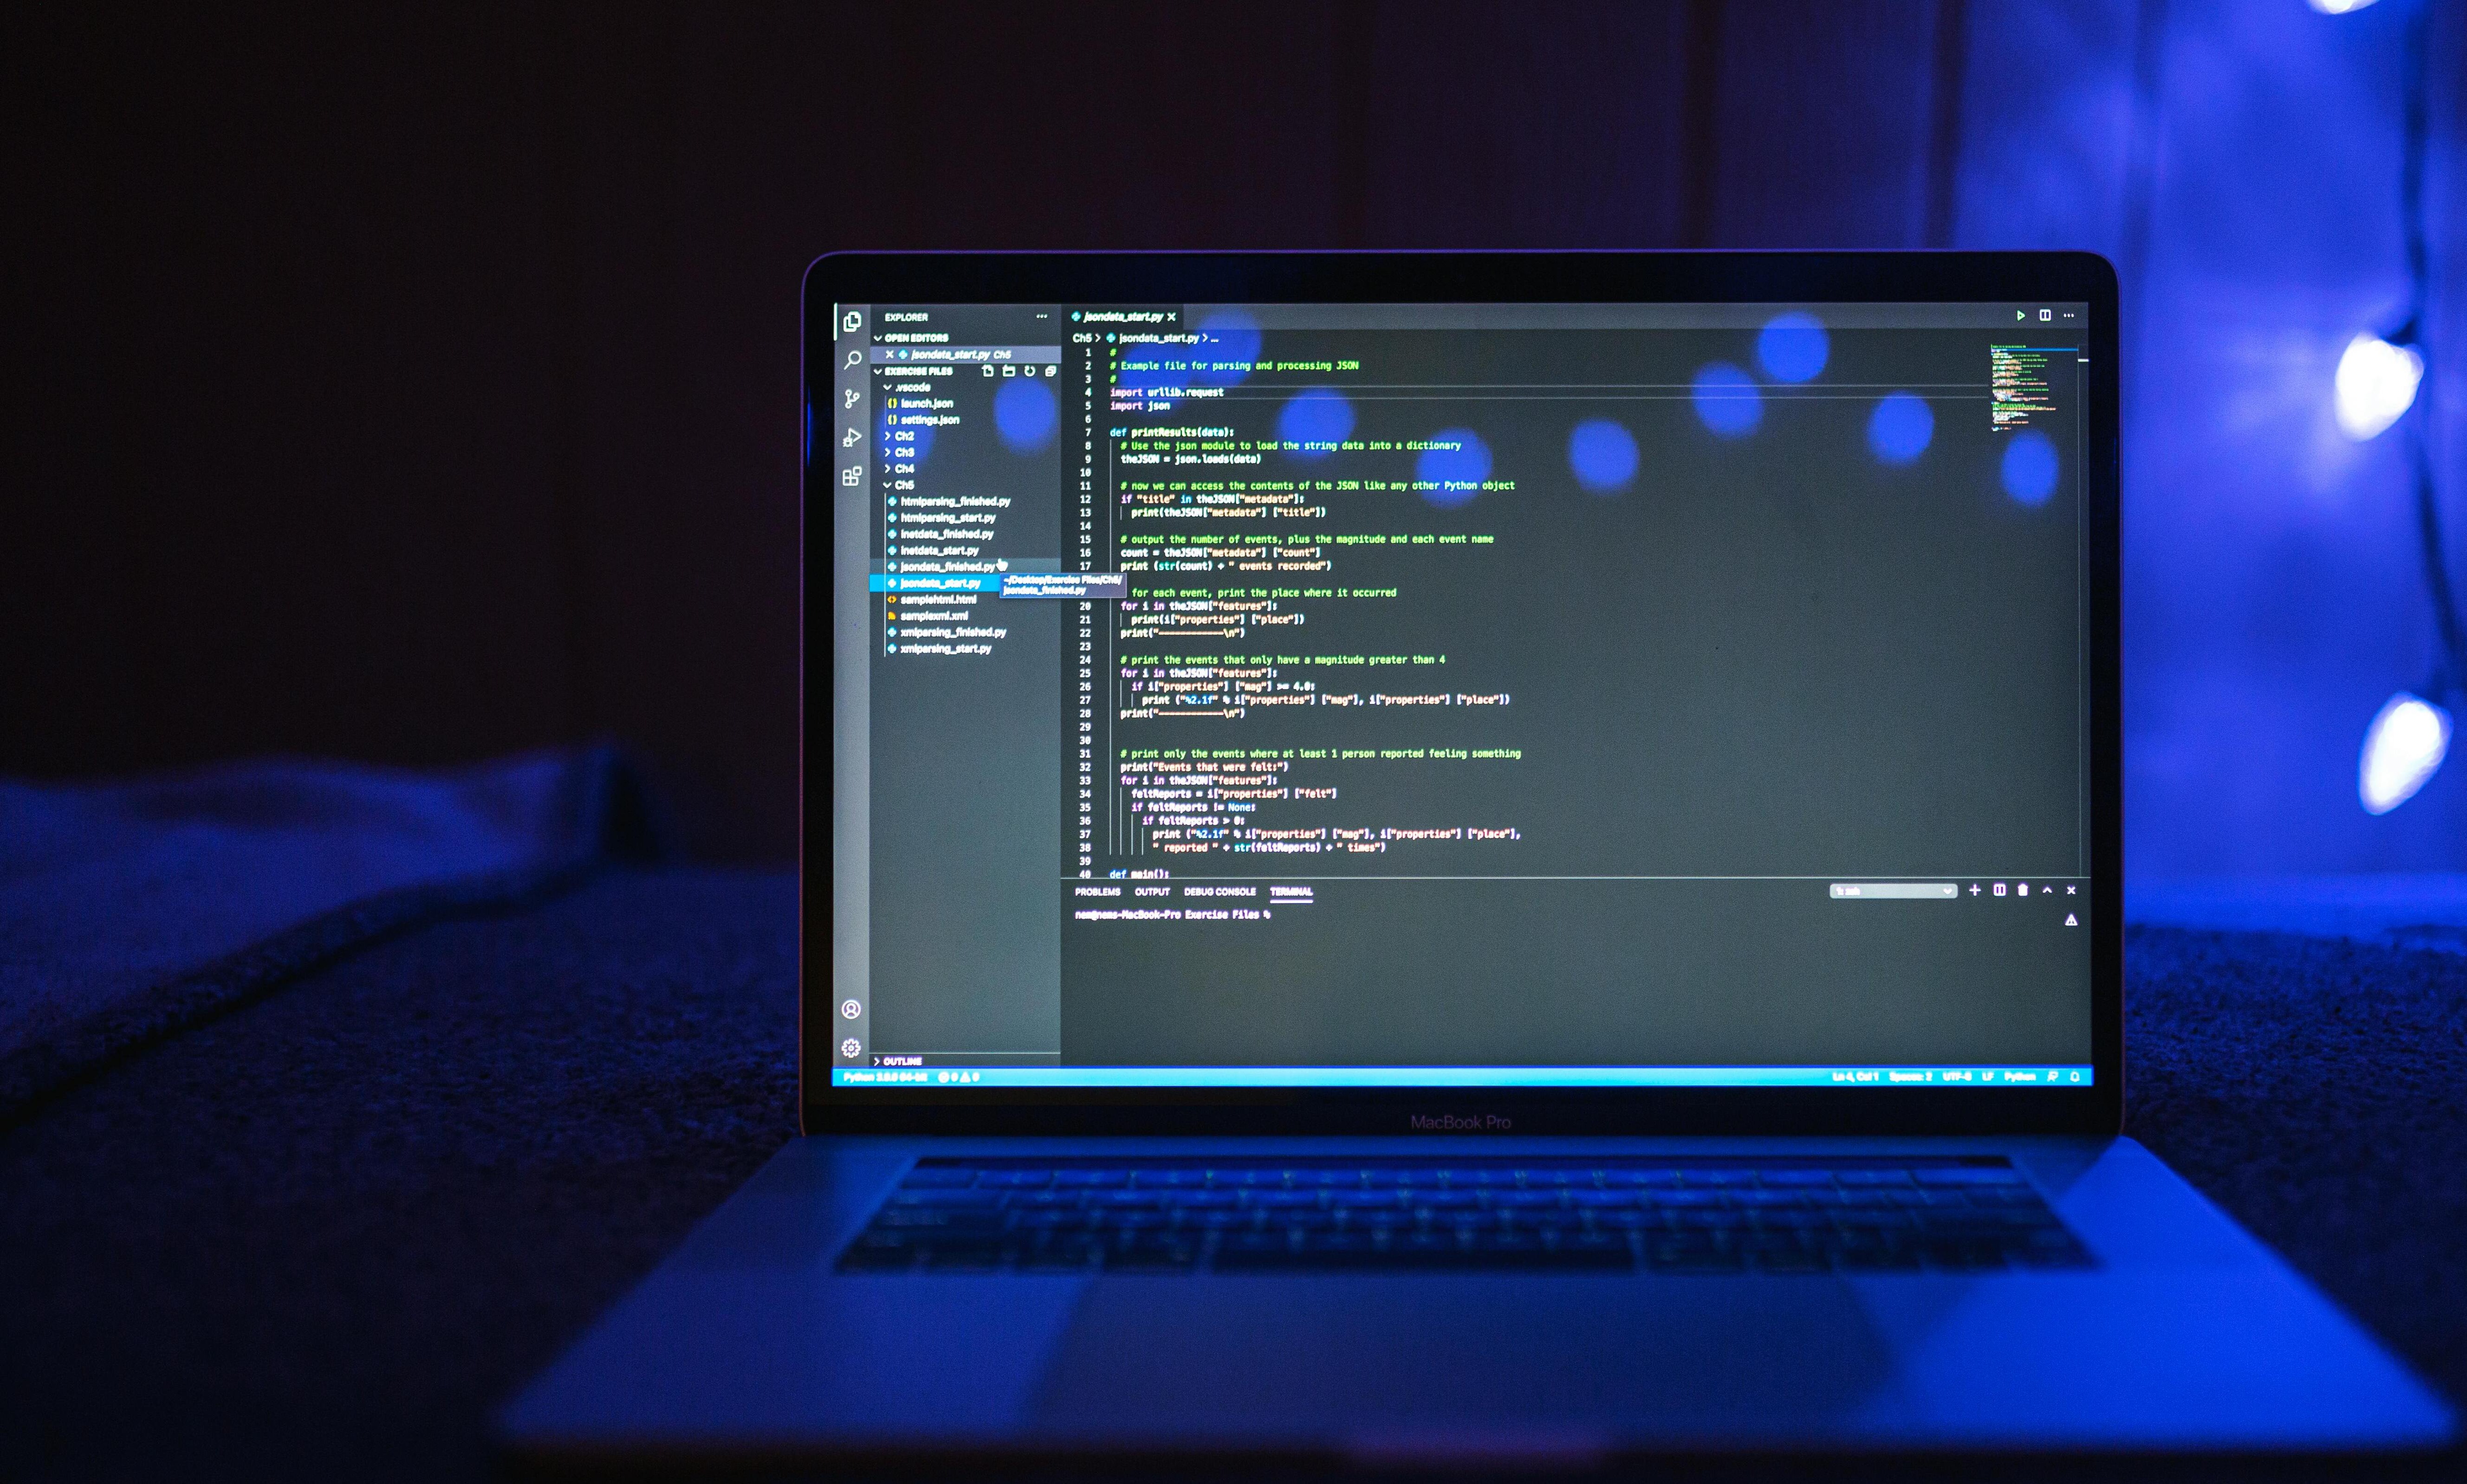 EXPLORER
OPEN EDITORS
jsondata_start.py Ch5
EXERCISE FILES
.vscode
launch.json
settings.json
Ch2
Ch3
Ch4
Ch5
htmlparsing_finished.py
htmlparsing_start.py
inetdata_finished.py
inetdata_start.py
jsondata_finished.py
jsondata_start.py
~/Desktop/Exercise Files/Ch5/
jsondata_finished.py
samplehtml.html
samplexml.xml
xmlparsing_finished.py
xmlparsing_start.py
OUTLINE
jsondata_start.py
Ch5 > jsondata_start.py > ...
1 #
2 # Example file for parsing and processing JSON
3 #
4 import urllib.request
5 import json
6
7 def printResults(data):
8 # Use the json module to load the string data into a dictionary
9 theJSON = json.loads(data)
10
11 # now we can access the contents of the JSON like any other Python object
12 if "title" in theJSON["metadata"]:
13 print(theJSON["metadata"] ["title"])
14
15 # output the number of events, plus the magnitude and each event name
16 count = theJSON["metadata"] ["count"]
17 print (str(count) + " events recorded")
for each event, print the place where it occurred
20 for i in theJSON["features"]:
21 print(i["properties"] ["place"])
22 print("------------\n")
23
24 # print the events that only have a magnitude greater than 4
25 for i in theJSON["features"]:
26 if i["properties"] ["mag"] >= 4.0:
27 print ("%2.1f" % i["properties"] ["mag"], i["properties"] ["place"])
28 print("------------\n")
29
30
31 # print only the events where at least 1 person reported feeling something
32 print("Events that were felt:")
33 for i in theJSON["features"]:
34 feltReports = i["properties"] ["felt"]
35 if feltReports != None:
36 if feltReports > 0:
37 print ("%2.1f" % i["properties"] ["mag"], i["properties"] ["place"],
38 " reported " + str(feltReports) + " times")
39
40 def main():
PROBLEMS OUTPUT DEBUG CONSOLE TERMINAL
1: zsh
nem@nems-MacBook-Pro Exercise Files %
Python 64-bit 0 0
Ln 4, Col 1 Spaces: 2 UTF-8 LF Python
MacBook Pro